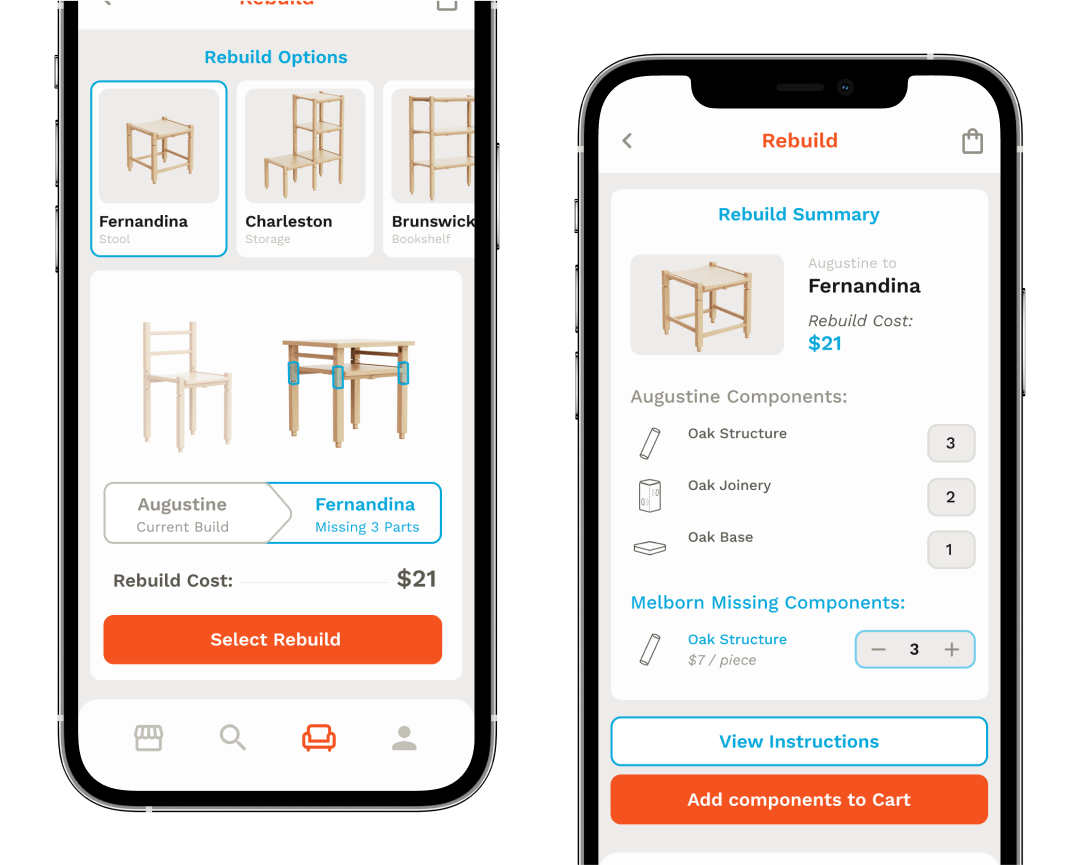 Rebuild
Rebuild Options
Fernandina
Stool
Charleston
Storage
Brunswick
Bookshelf
Augustine
Current Build
Fernandina
Missing 3 Parts
Rebuild Cost:
$21
Select Rebuild
Rebuild
Rebuild Summary
Augustine to
Fernandina
Rebuild Cost:
$21
Augustine Components:
Oak Structure
3
Oak Joinery
2
Oak Base
1
Melborn Missing Components:
Oak Structure
$7 / piece
3
View Instructions
Add components to Cart